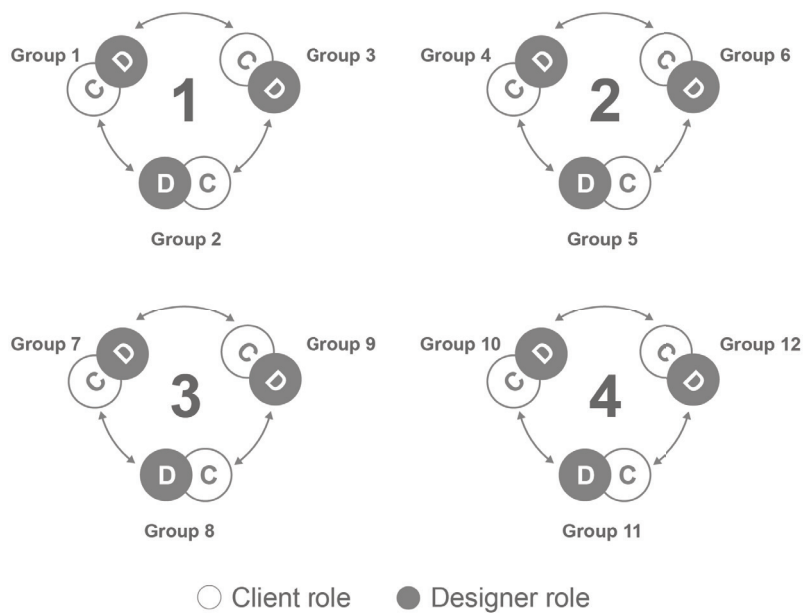 Group 1
D
C
C
D
Group 3
1
D C
Group 2
Group 4
D
C
C
D
Group 6
2
D C
Group 5
Group 7
D
C
C
D
Group 9
3
D C
Group 8
Group 10
D
C
C
D
Group 12
4
D C
Group 11
Client role
Designer role